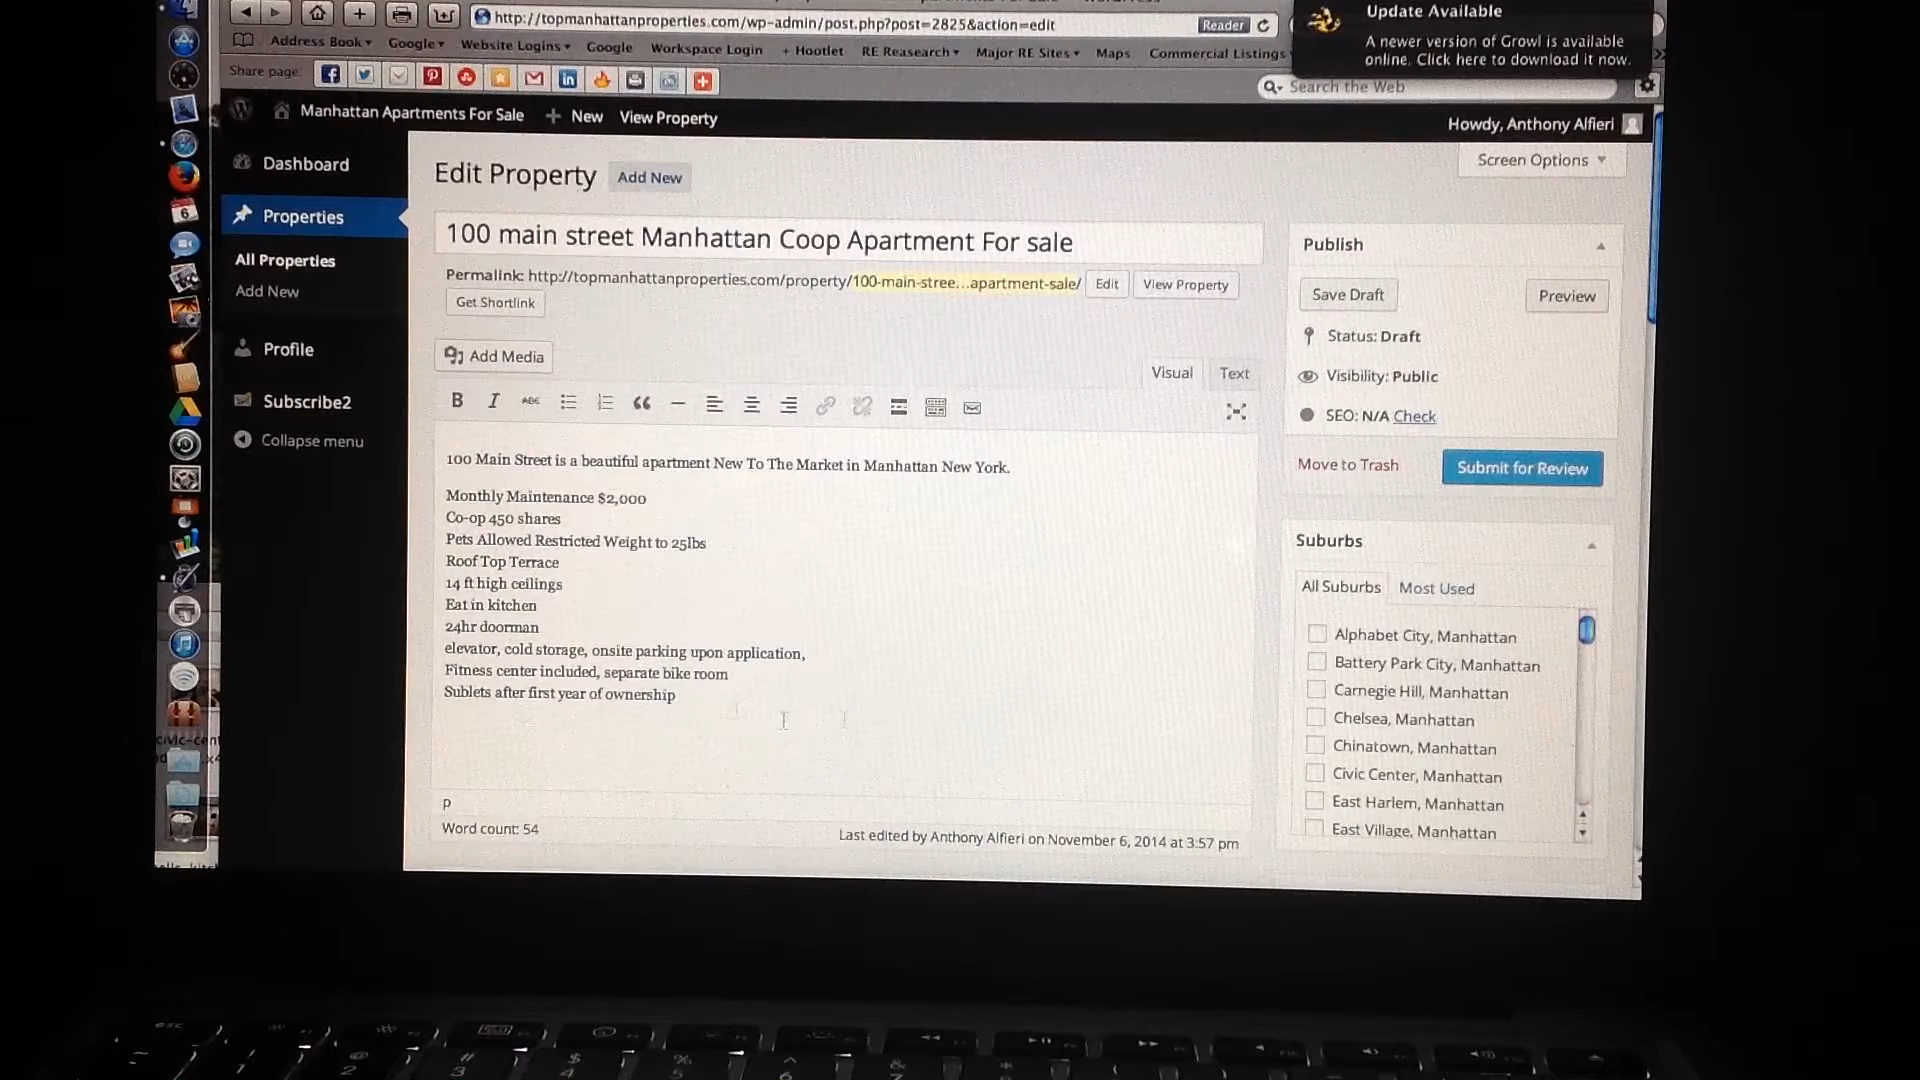 Update Available
A newer version of Growl is available
online. Click here to download it now.
http://topmanhattanproperties.com/wp-admin/post.php?post=2825&action=edit
Reader
Address Book
Google
Website Logins
Google
Workspace Login
+ Hootlet
RE Reasearch
Major RE Sites
Maps
Commercial Listings
Share page:
Search the Web
Manhattan Apartments For Sale
New
View Property
Howdy, Anthony Alfieri
Dashboard
Properties
All Properties
Add New
Profile
Subscribe2
Collapse menu
Screen Options
Edit Property
Add New
100 main street Manhattan Coop Apartment For sale
Permalink: http://topmanhattanproperties.com/property/100-main-stree...apartment-sale/
Edit
View Property
Get Shortlink
Add Media
Visual
Text
B
I
ABC
100 Main Street is a beautiful apartment New To The Market in Manhattan New York.
Monthly Maintenance $2,000
Co-op 450 shares
Pets Allowed Restricted Weight to 25lbs
Roof Top Terrace
14 ft high ceilings
Eat in kitchen
24hr doorman
elevator, cold storage, onsite parking upon application,
Fitness center included, separate bike room
Sublets after first year of ownership
p
Word count: 54
Last edited by Anthony Alfieri on November 6, 2014 at 3:57 pm
Publish
Save Draft
Preview
Status: Draft
Visibility: Public
SEO: N/A Check
Move to Trash
Submit for Review
Suburbs
All Suburbs
Most Used
Alphabet City, Manhattan
Battery Park City, Manhattan
Carnegie Hill, Manhattan
Chelsea, Manhattan
Chinatown, Manhattan
Civic Center, Manhattan
East Harlem, Manhattan
East Village, Manhattan
esc